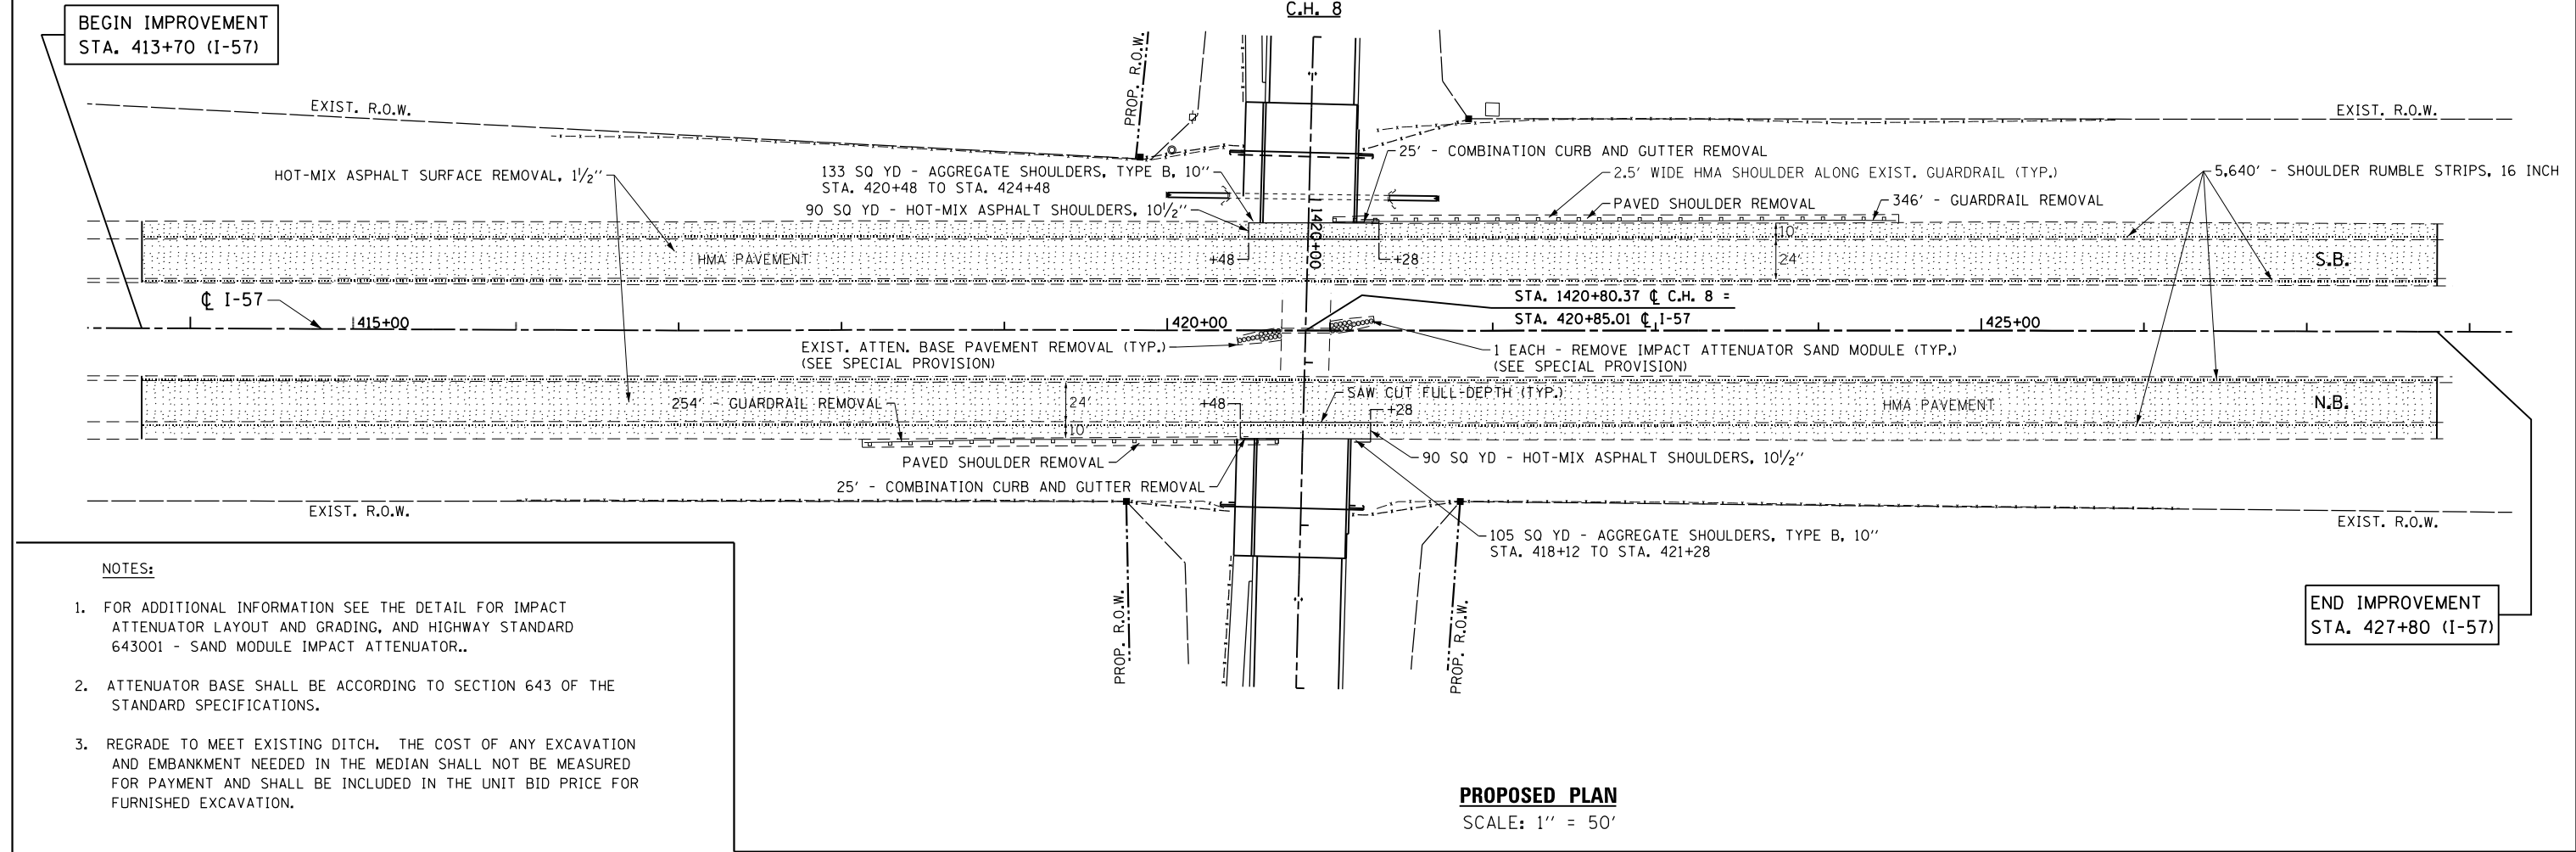 BEGIN IMPROVEMENT
STA. 413+70 (I-57)
C.H. 8
PROP. R.O.W.
EXIST. R.O.W.
EXIST. R.O.W.
HOT-MIX ASPHALT SURFACE REMOVAL, 1½"
133 SQ YD - AGGREGATE SHOULDERS, TYPE B, 10"
STA. 420+48 TO STA. 424+48
90 SQ YD - HOT-MIX ASPHALT SHOULDERS, 10½"
25' - COMBINATION CURB AND GUTTER REMOVAL
2.5' WIDE HMA SHOULDER ALONG EXIST. GUARDRAIL (TYP.)
PAVED SHOULDER REMOVAL
346' - GUARDRAIL REMOVAL
5,640' - SHOULDER RUMBLE STRIPS, 16 INCH
1420+00
10'
24'
HMA PAVEMENT
+48
+28
S.B.
℄ I-57
415+00
420+00
425+00
STA. 1420+80.37 ℄ C.H. 8 =
STA. 420+85.01 ℄ I-57
EXIST. ATTEN. BASE PAVEMENT REMOVAL (TYP.)
(SEE SPECIAL PROVISION)
1 EACH - REMOVE IMPACT ATTENUATOR SAND MODULE (TYP.)
(SEE SPECIAL PROVISION)
254' - GUARDRAIL REMOVAL
24'
10'
+48
SAW CUT FULL-DEPTH (TYP.)
+28
HMA PAVEMENT
N.B.
PAVED SHOULDER REMOVAL
90 SQ YD - HOT-MIX ASPHALT SHOULDERS, 10½"
25' - COMBINATION CURB AND GUTTER REMOVAL
EXIST. R.O.W.
EXIST. R.O.W.
105 SQ YD - AGGREGATE SHOULDERS, TYPE B, 10"
STA. 418+12 TO STA. 421+28
PROP. R.O.W.
PROP. R.O.W.
END IMPROVEMENT
STA. 427+80 (I-57)
NOTES:
1. FOR ADDITIONAL INFORMATION SEE THE DETAIL FOR IMPACT
ATTENUATOR LAYOUT AND GRADING, AND HIGHWAY STANDARD
643001 - SAND MODULE IMPACT ATTENUATOR..
2. ATTENUATOR BASE SHALL BE ACCORDING TO SECTION 643 OF THE
STANDARD SPECIFICATIONS.
3. REGRADE TO MEET EXISTING DITCH. THE COST OF ANY EXCAVATION
AND EMBANKMENT NEEDED IN THE MEDIAN SHALL NOT BE MEASURED
FOR PAYMENT AND SHALL BE INCLUDED IN THE UNIT BID PRICE FOR
FURNISHED EXCAVATION.
PROPOSED PLAN
SCALE: 1" = 50'